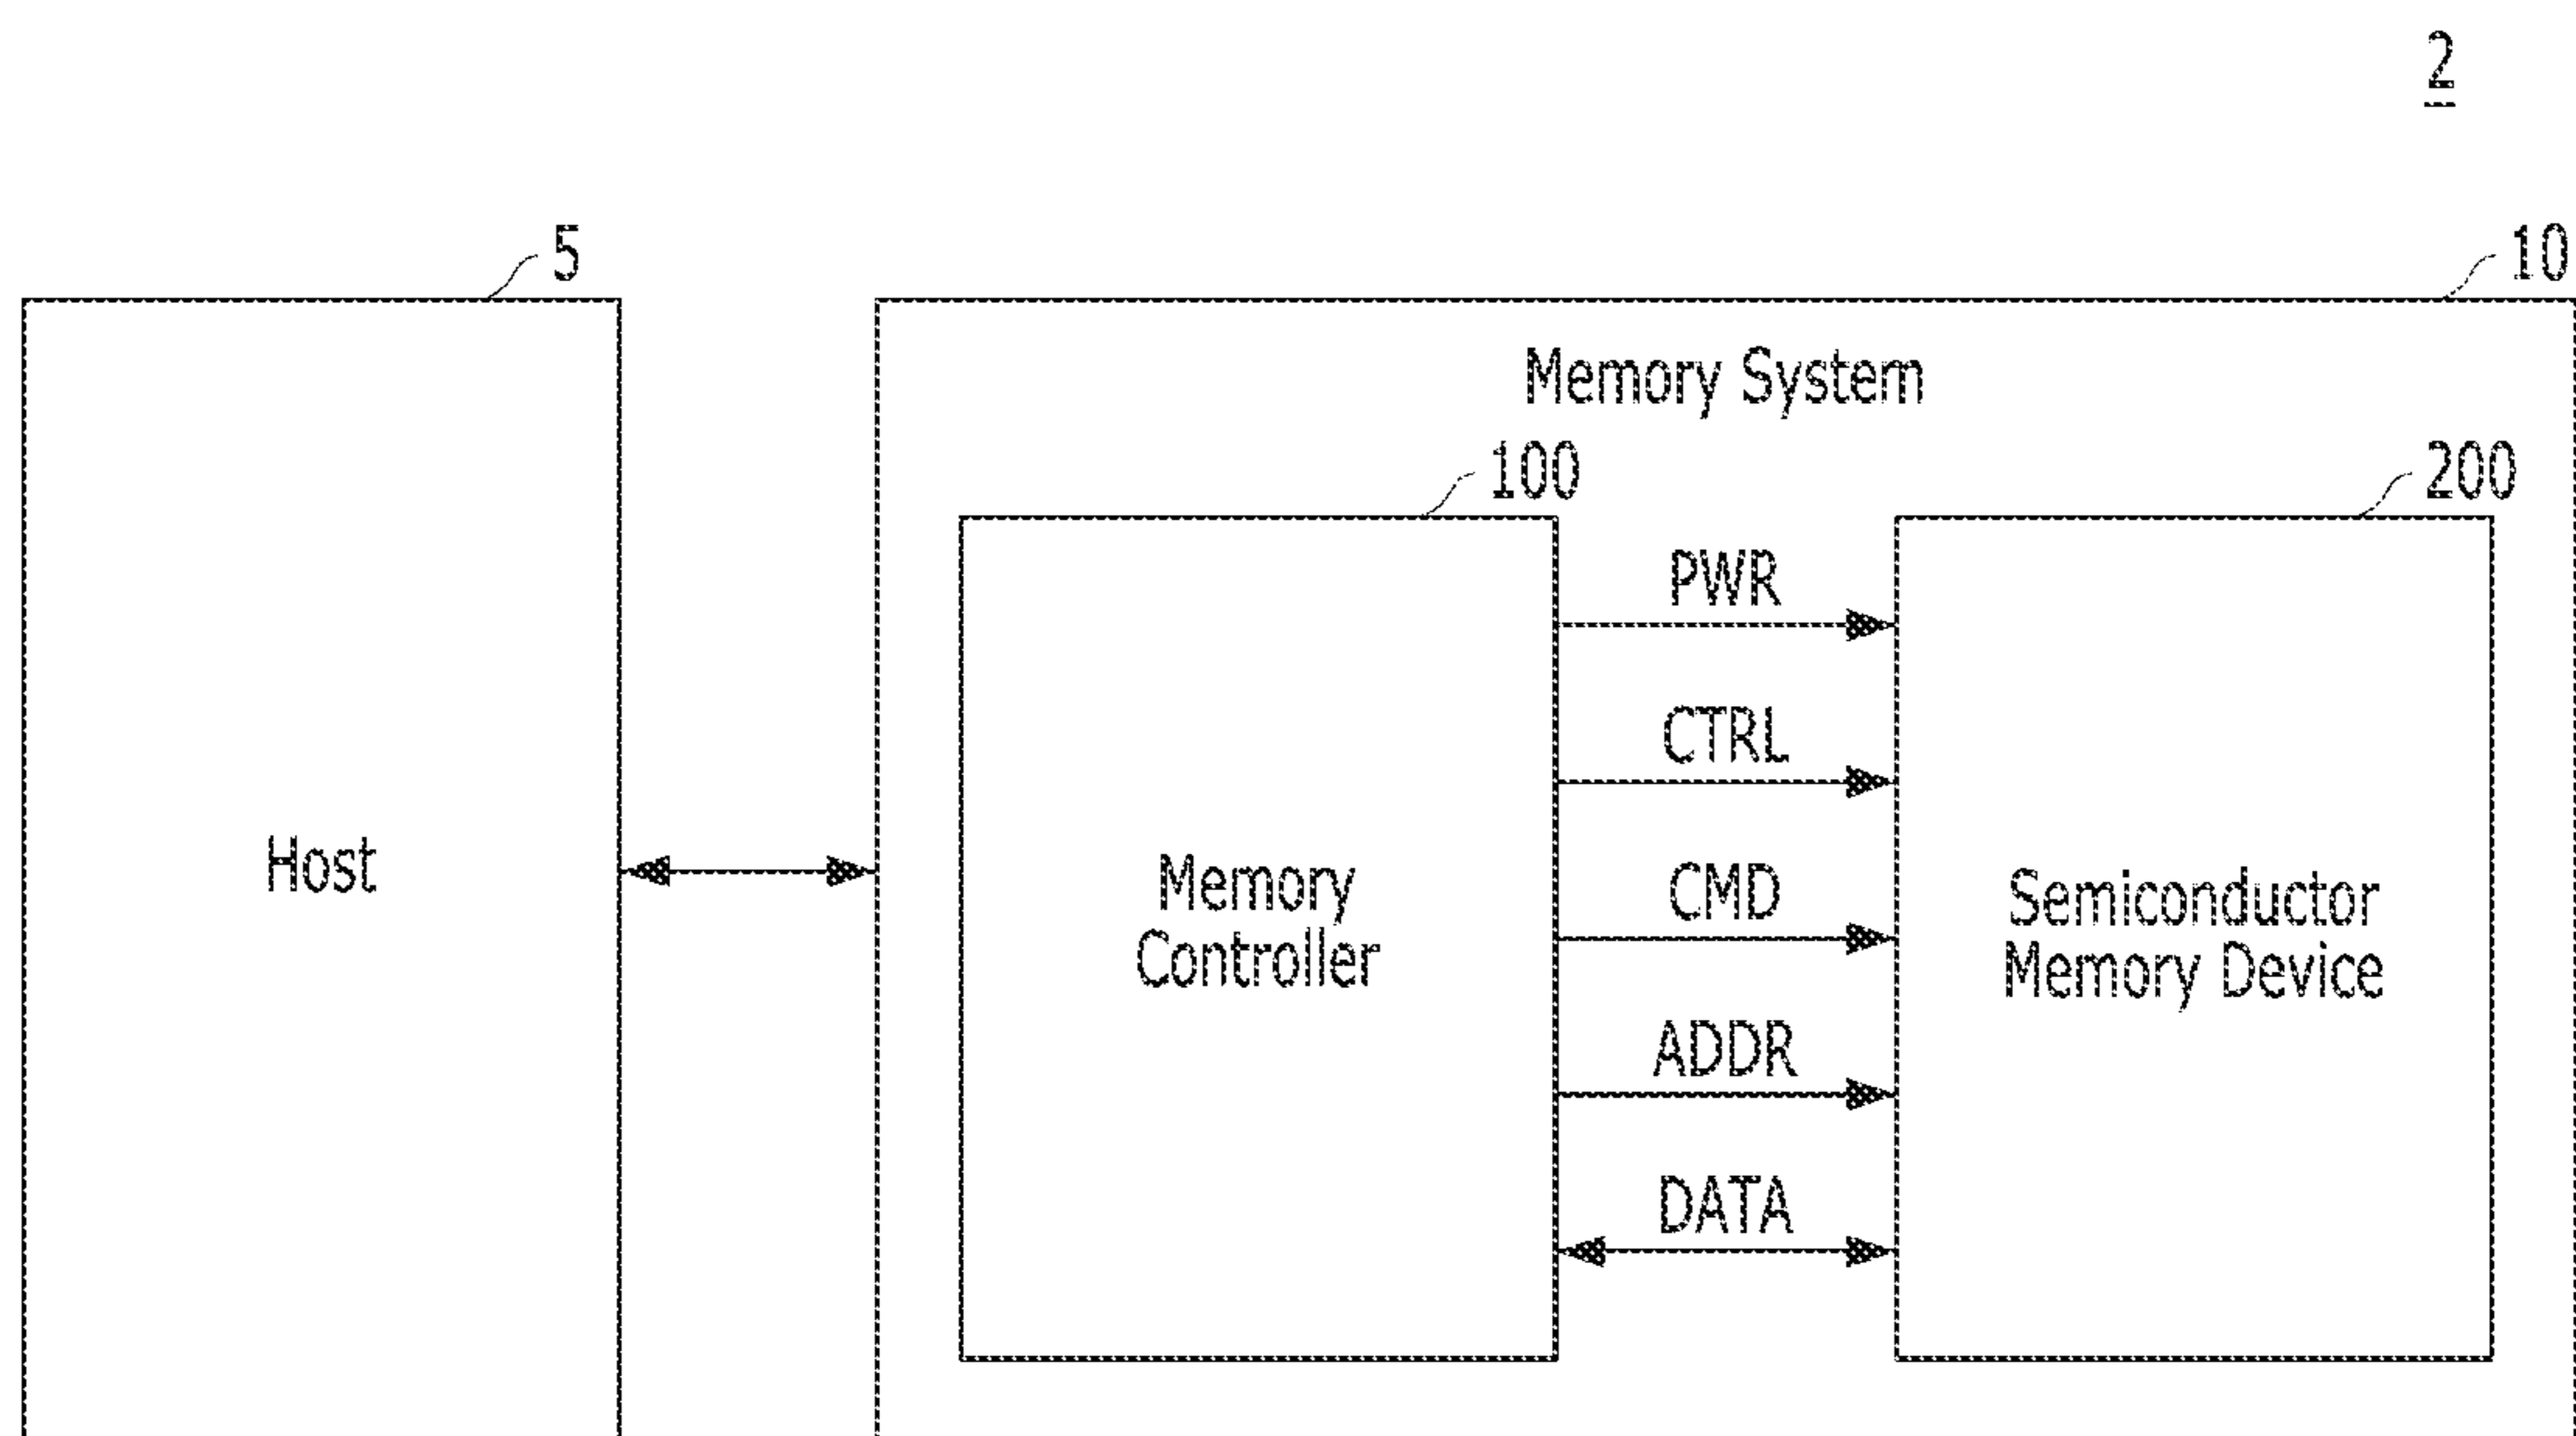 2
5
10
Memory System
100
200
PWR
CTRL
Host
Memory
Controller
CMD
Semiconductor
Memory Device
ADDR
DATA